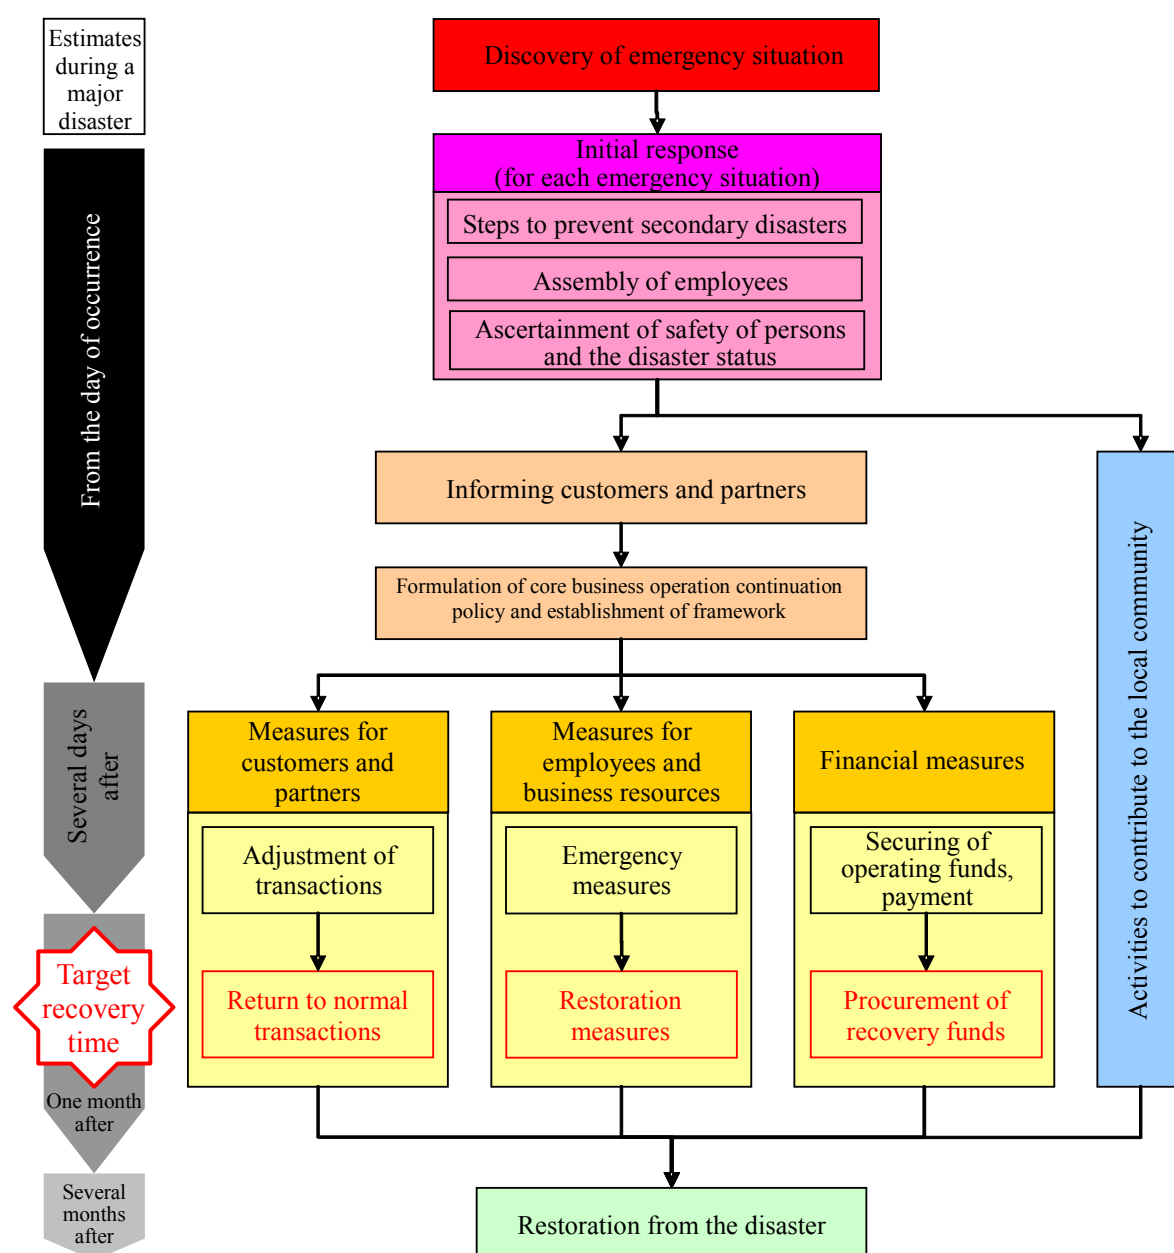 Estimates
during a
major
disaster
Discovery of emergency situation
Initial response
(for each emergency situation)
Steps to prevent secondary disasters
Assembly of employees
Ascertainment of safety of persons
and the disaster status
From the day of occurrence
Informing customers and partners
Formulation of core business operation continuation
policy and establishment of framework
Activities to contribute to the local community
Several days
after
Measures for
customers and
partners
Measures for
employees and
business resources
Financial measures
Adjustment of
transactions
Emergency
measures
Securing of
operating funds,
payment
Target
recovery
time
Return to normal
transactions
Restoration
measures
Procurement of
recovery funds
One month
after
Several
months
after
Restoration from the disaster